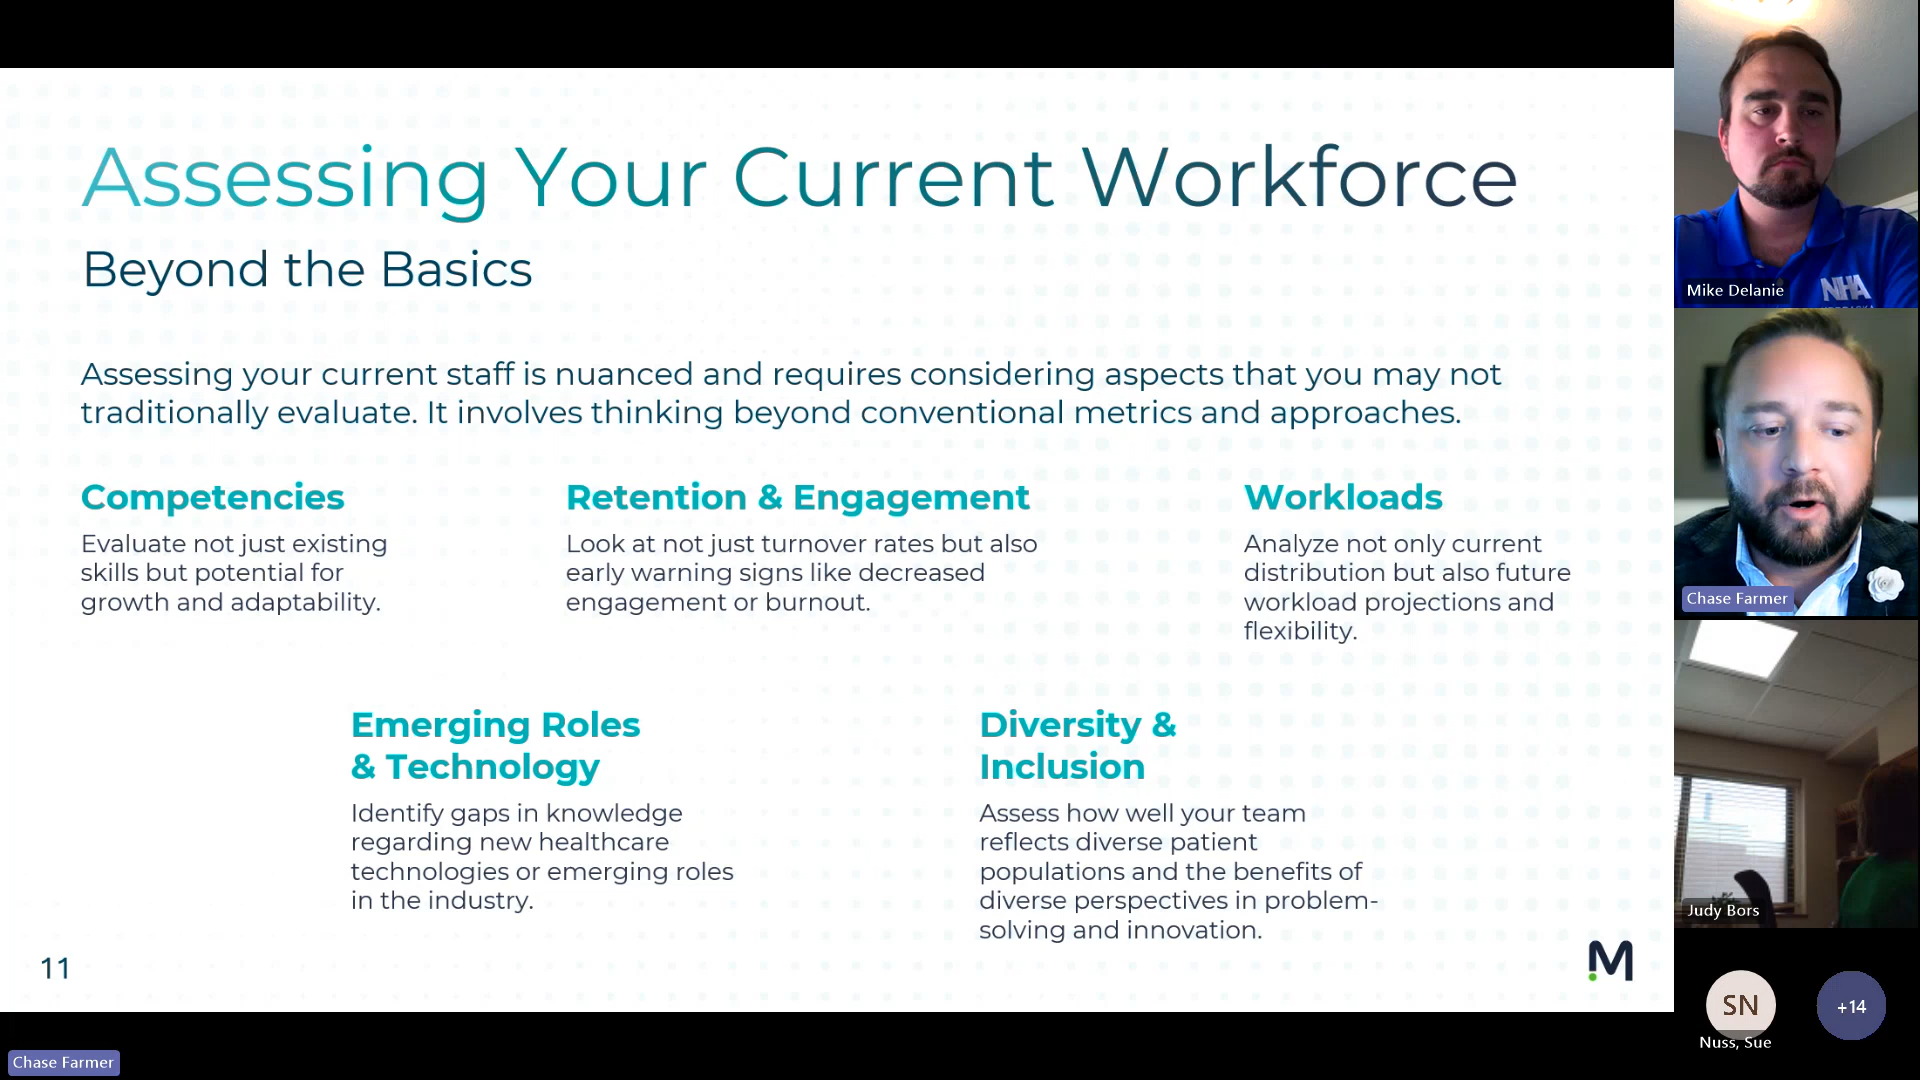 Assessing Your Current Workforce
Beyond the Basics
Assessing your current staff is nuanced and requires considering aspects that you may not
traditionally evaluate. It involves thinking beyond conventional metrics and approaches.
Competencies
Evaluate not just existing
skills but potential for
growth and adaptability.
Retention & Engagement
Look at not just turnover rates but also
early warning signs like decreased
engagement or burnout.
Workloads
Analyze not only current
distribution but also future
workload projections and
flexibility.
Emerging Roles
& Technology
Identify gaps in knowledge
regarding new healthcare
technologies or emerging roles
in the industry.
Diversity &
Inclusion
Assess how well your team
reflects diverse patient
populations and the benefits of
diverse perspectives in problem-
solving and innovation.
11
M
Chase Farmer
NHA
Mike Delanie
Chase Farmer
Judy Bors
SN
Nuss, Sue
+14